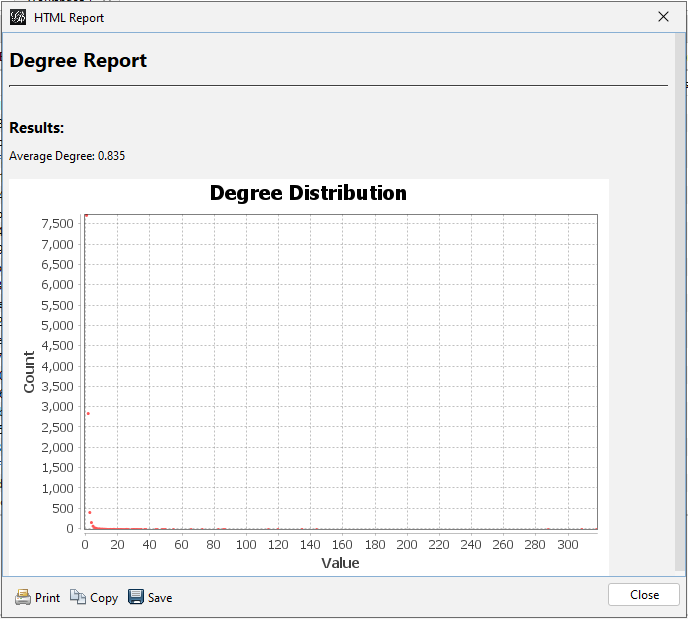 HTML Report
Degree Report
Results:
Average Degree: 0.835
Degree Distribution
7,500
7,000
6,500
6,000
5,500
5,000
4,500
4,000
3,500
3,000
2,500
2,000
1,500
1,000
500
0
Count
0 20 40 60 80 100 120 140 160 180 200 220 240 260 280 300
Value
Print Copy Save Close